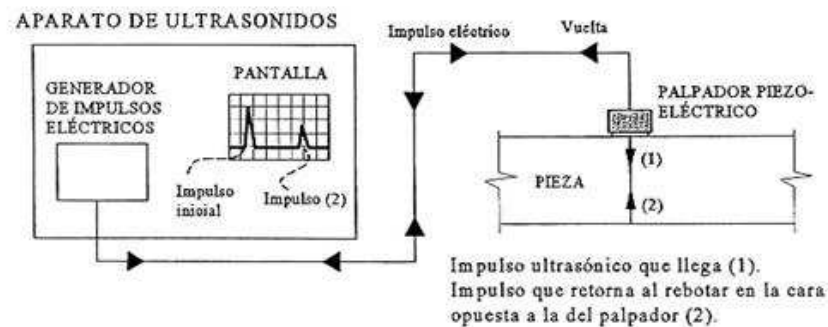 APARATO DE ULTRASONIDOS
GENERADOR
DE IMPULSOS
ELÉCTRICOS
PANTALLA
Impulso
inicial
Impulso (2)
Impulso eléctrico
Vuelta
PALPADOR PIEZO-
ELÉCTRICO
(1)
PIEZA
(2)
Impulso ultrasónico que llega (1).
Impulso que retorna al rebotar en la cara
opuesta a la del palpador (2).